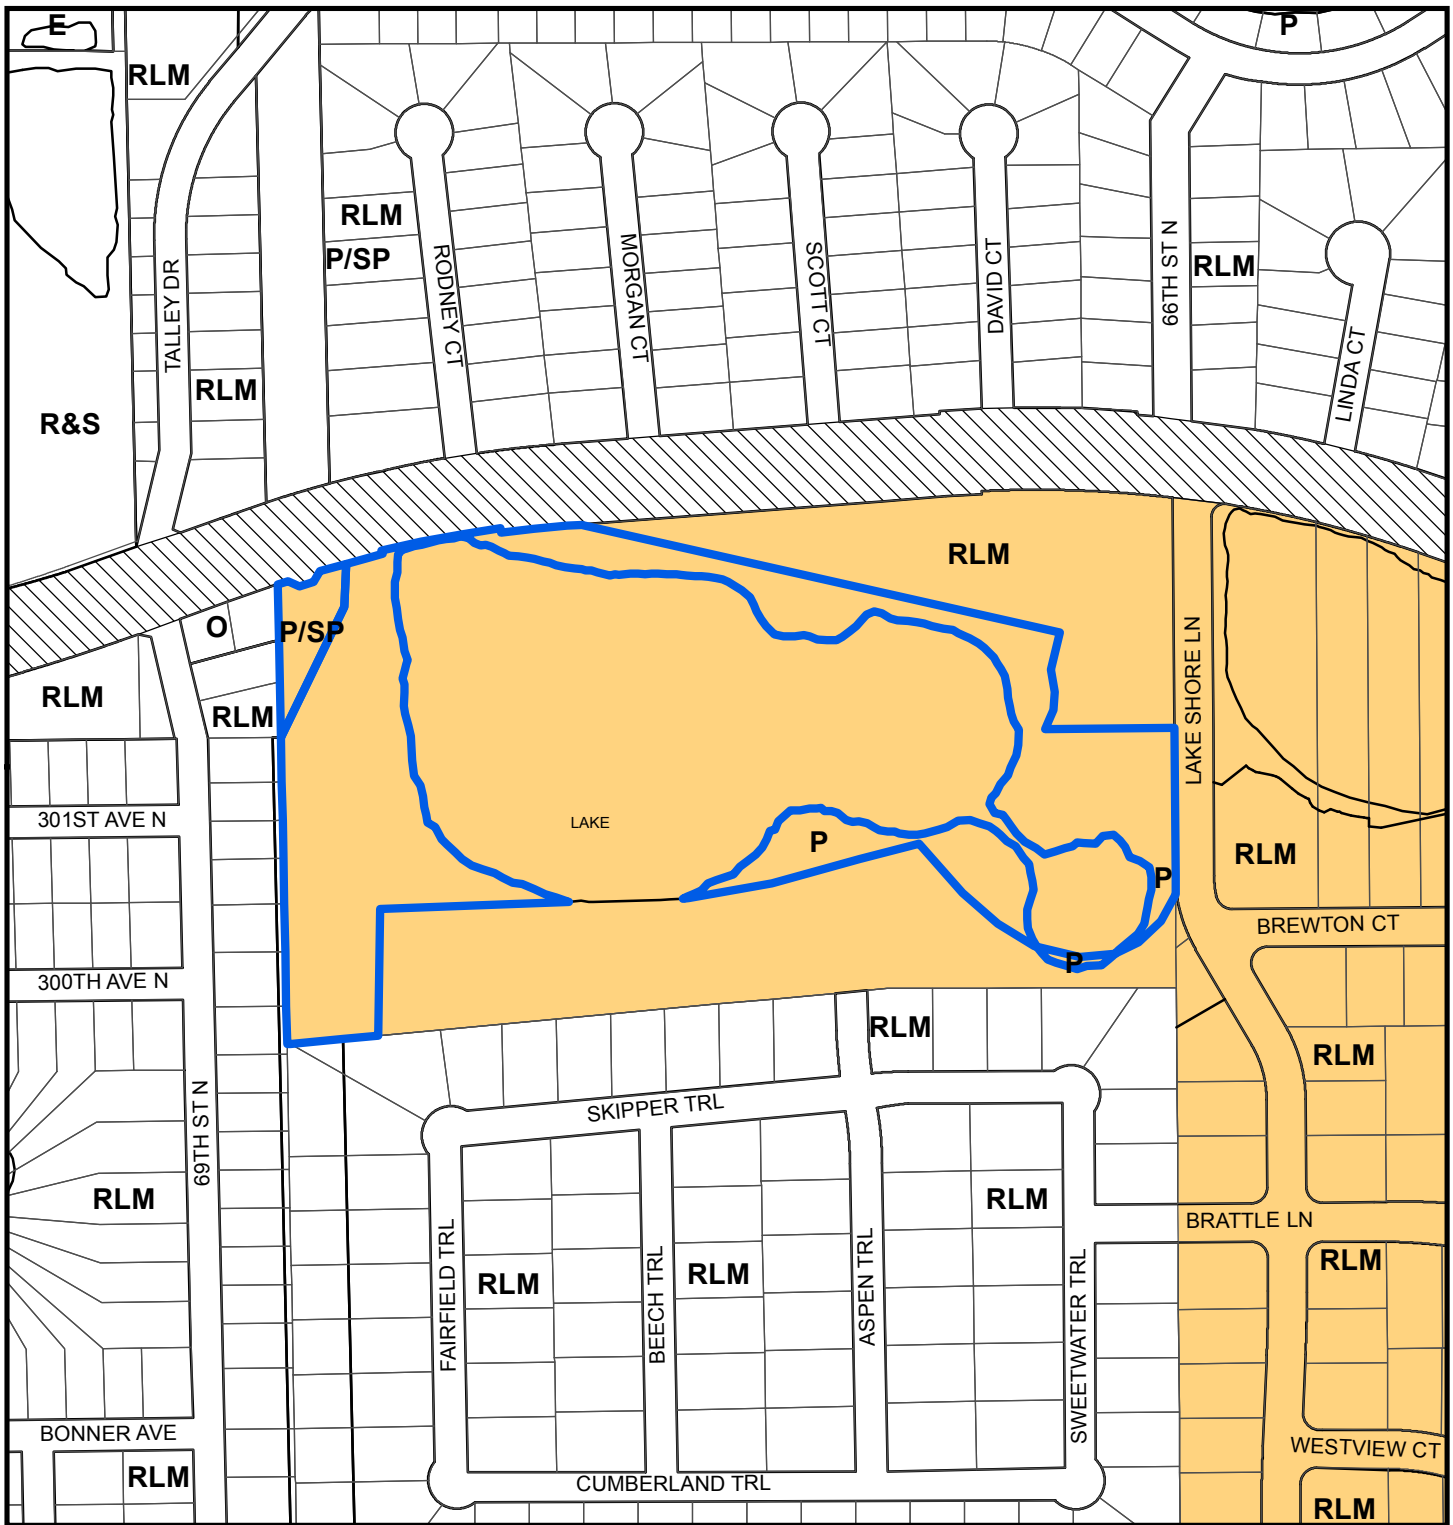 E
P
RLM
RLM
P/SP
RODNEY CT
MORGAN CT
SCOTT CT
DAVID CT
66TH ST N
RLM
LINDA CT
TALLEY DR
RLM
R&S
RLM
O
P/SP
RLM
RLM
LAKE SHORE LN
301ST AVE N
LAKE
P
P
RLM
BREWTON CT
300TH AVE N
P
RLM
RLM
69TH ST N
SKIPPER TRL
RLM
RLM
BRATTLE LN
FAIRFIELD TRL
RLM
BEECH TRL
RLM
ASPEN TRL
SWEETWATER TRL
RLM
BONNER AVE
WESTVIEW CT
RLM
CUMBERLAND TRL
RLM